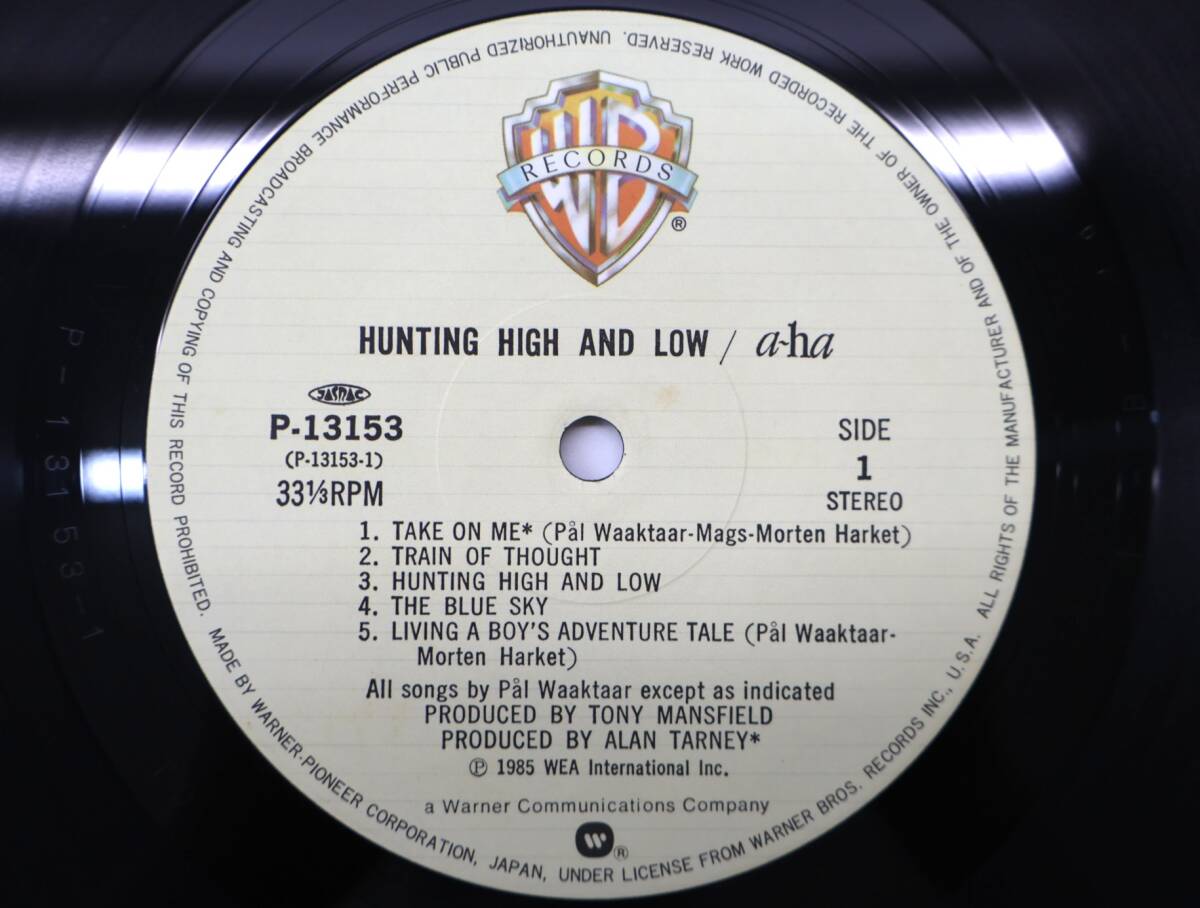 WB
RECORDS
®
HUNTING HIGH AND LOW / a-ha
JASRAC
P-13153
(P-13153-1)
33⅓RPM
SIDE
1
STEREO
1. TAKE ON ME* (Pål Waaktaar-Mags-Morten Harket)
2. TRAIN OF THOUGHT
3. HUNTING HIGH AND LOW
4. THE BLUE SKY
5. LIVING A BOY'S ADVENTURE TALE (Pål Waaktaar-
Morten Harket)
All songs by Pål Waaktaar except as indicated
PRODUCED BY TONY MANSFIELD
PRODUCED BY ALAN TARNEY*
℗ 1985 WEA International Inc.
a Warner Communications Company
®
MADE BY WARNER-PIONEER CORPORATION, JAPAN, UNDER LICENSE FROM WARNER BROS. RECORDS INC., U.S.A. ALL RIGHTS OF THE MANUFACTURER AND OF THE OWNER OF THE RECORDED WORK RESERVED. UNAUTHORIZED PUBLIC PERFORMANCE BROADCASTING AND COPYING OF THIS RECORD PROHIBITED.
P-13153-1